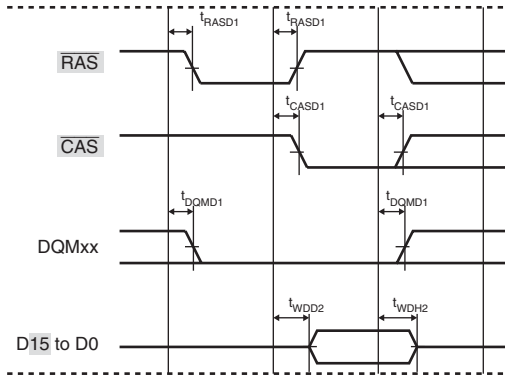 tRASD1 tRASD1
RAS
tCASD1 tCASD1
CAS
tDQMD1 tDQMD1
DQMxx
tWDD2 tWDH2
D15 to D0